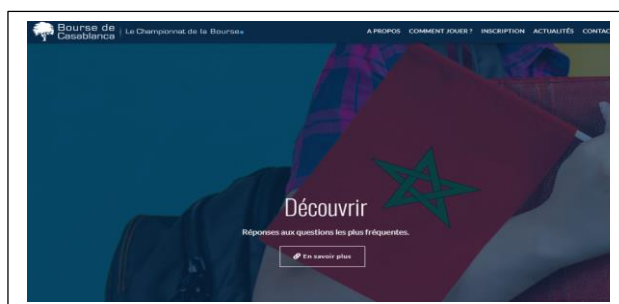 Bourse de
Casablanca
Le Championnat de la Bourse
A PROPOS COMMENT JOUER ? INSCRIPTION ACTUALITÉS CONTAC
Découvrir
Réponses aux questions les plus fréquentes.
En savoir plus